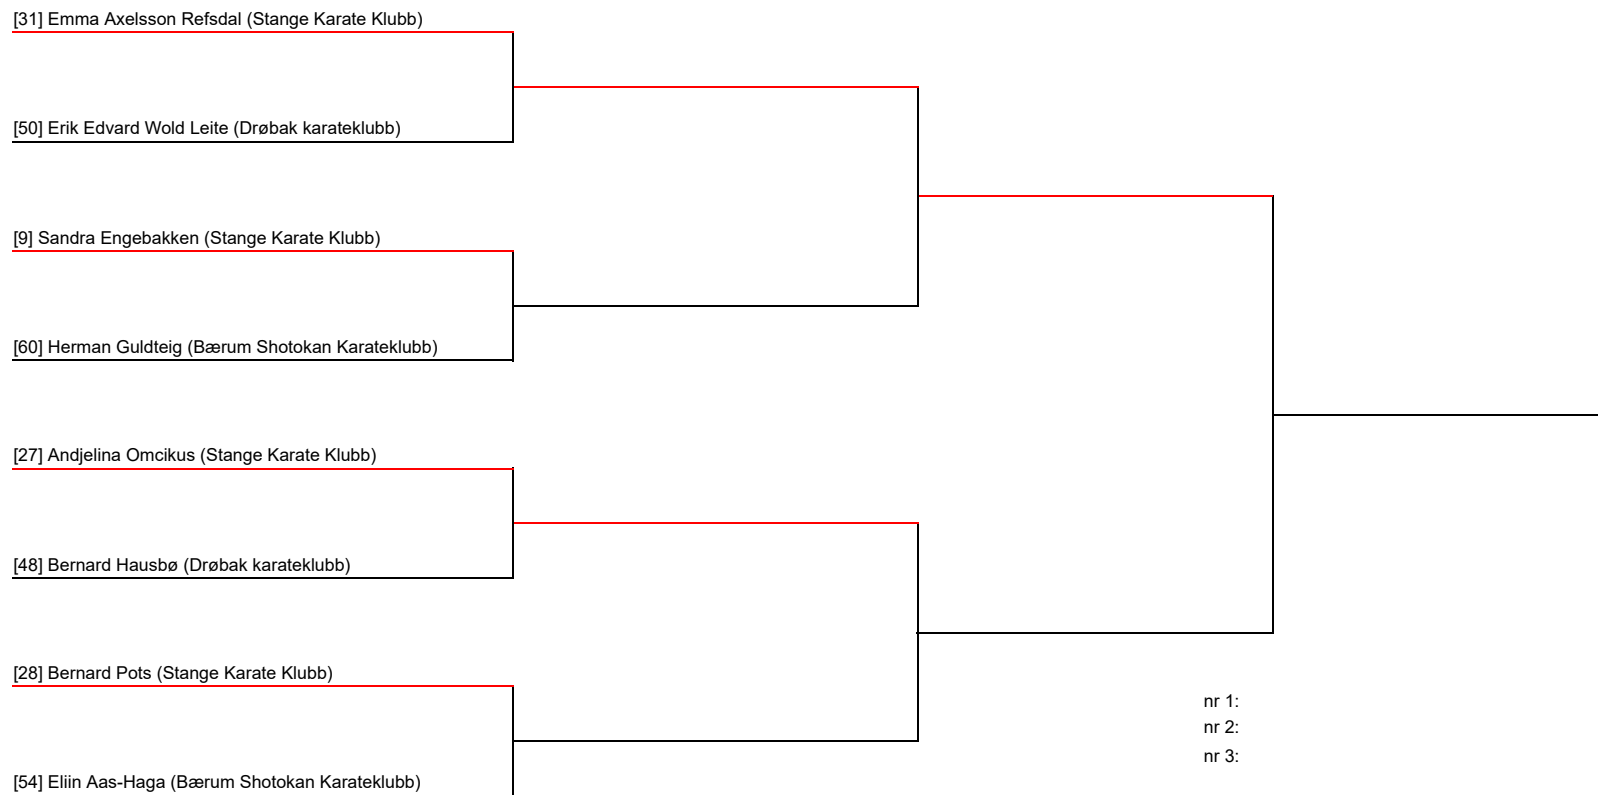 [31] Emma Axelsson Refsdal (Stange Karate Klubb)
[50] Erik Edvard Wold Leite (Drøbak karateklubb)
[9] Sandra Engebakken (Stange Karate Klubb)
[60] Herman Guldteig (Bærum Shotokan Karateklubb)
[27] Andjelina Omcikus (Stange Karate Klubb)
[48] Bernard Hausbø (Drøbak karateklubb)
[28] Bernard Pots (Stange Karate Klubb)
nr 1:
nr 2:
nr 3:
[54] Eliin Aas-Haga (Bærum Shotokan Karateklubb)